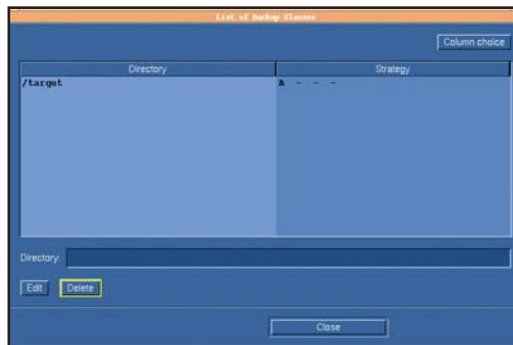 List of Backup Classes
Column choice
Directory Strategy
/target A - - -
Directory:
Edit Delete
Close